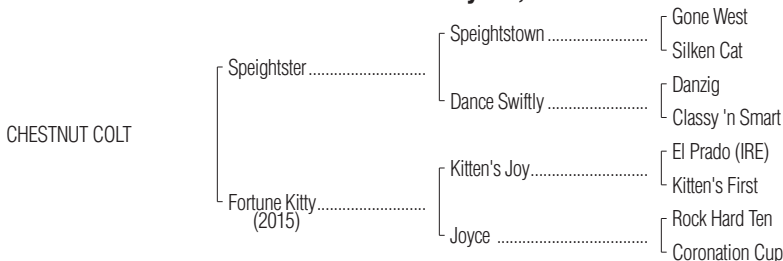 Gone West
Speightstown ........................
Silken Cat
Speightster ............................
Danzig
Dance Swiftly ........................
Classy 'n Smart
CHESTNUT COLT
El Prado (IRE)
Kitten's Joy............................
Kitten's First
Fortune Kitty..........................
(2015)
Rock Hard Ten
Joyce ....................................
Coronation Cup